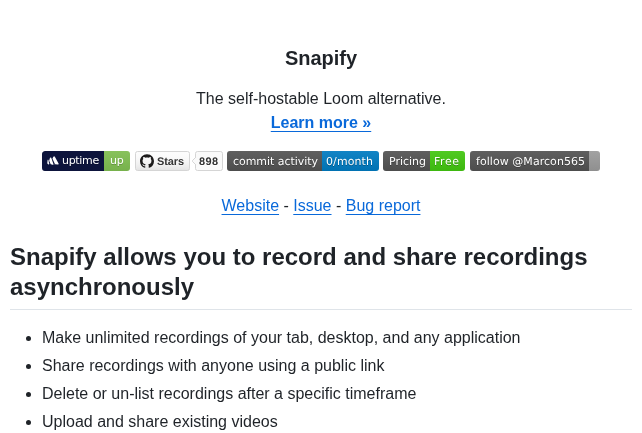 Snapify
The self-hostable Loom alternative.
Learn more »
uptime up Stars 898 commit activity 0/month Pricing Free follow @Marcon565
Website - Issue - Bug report
Snapify allows you to record and share recordings
asynchronously
Make unlimited recordings of your tab, desktop, and any application
Share recordings with anyone using a public link
Delete or un-list recordings after a specific timeframe
Upload and share existing videos